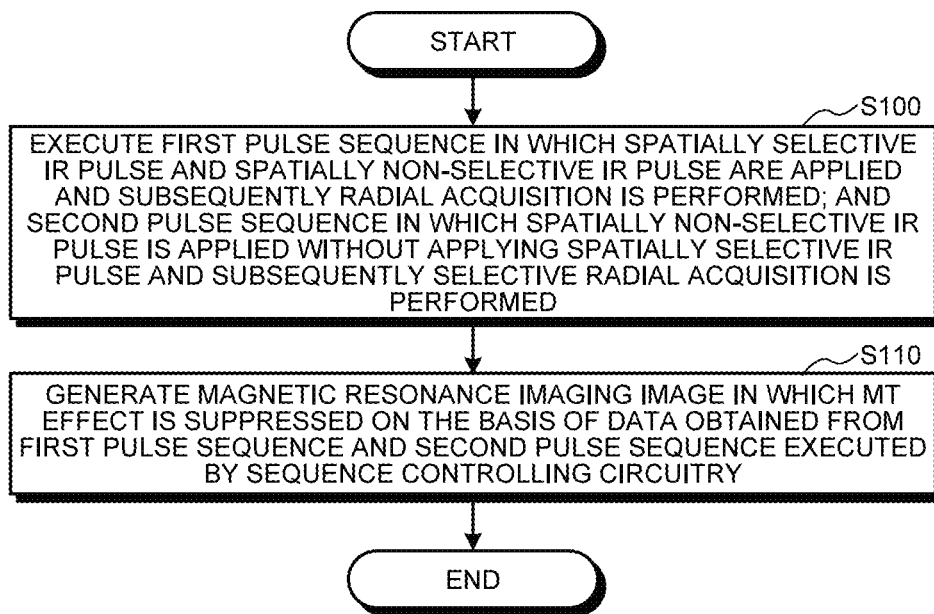 START
S100
EXECUTE FIRST PULSE SEQUENCE IN WHICH SPATIALLY SELECTIVE
IR PULSE AND SPATIALLY NON-SELECTIVE IR PULSE ARE APPLIED
AND SUBSEQUENTLY RADIAL ACQUISITION IS PERFORMED; AND
SECOND PULSE SEQUENCE IN WHICH SPATIALLY NON-SELECTIVE IR
PULSE IS APPLIED WITHOUT APPLYING SPATIALLY SELECTIVE IR
PULSE AND SUBSEQUENTLY SELECTIVE RADIAL ACQUISITION IS
PERFORMED
S110
GENERATE MAGNETIC RESONANCE IMAGING IMAGE IN WHICH MT
EFFECT IS SUPPRESSED ON THE BASIS OF DATA OBTAINED FROM
FIRST PULSE SEQUENCE AND SECOND PULSE SEQUENCE EXECUTED
BY SEQUENCE CONTROLLING CIRCUITRY
END